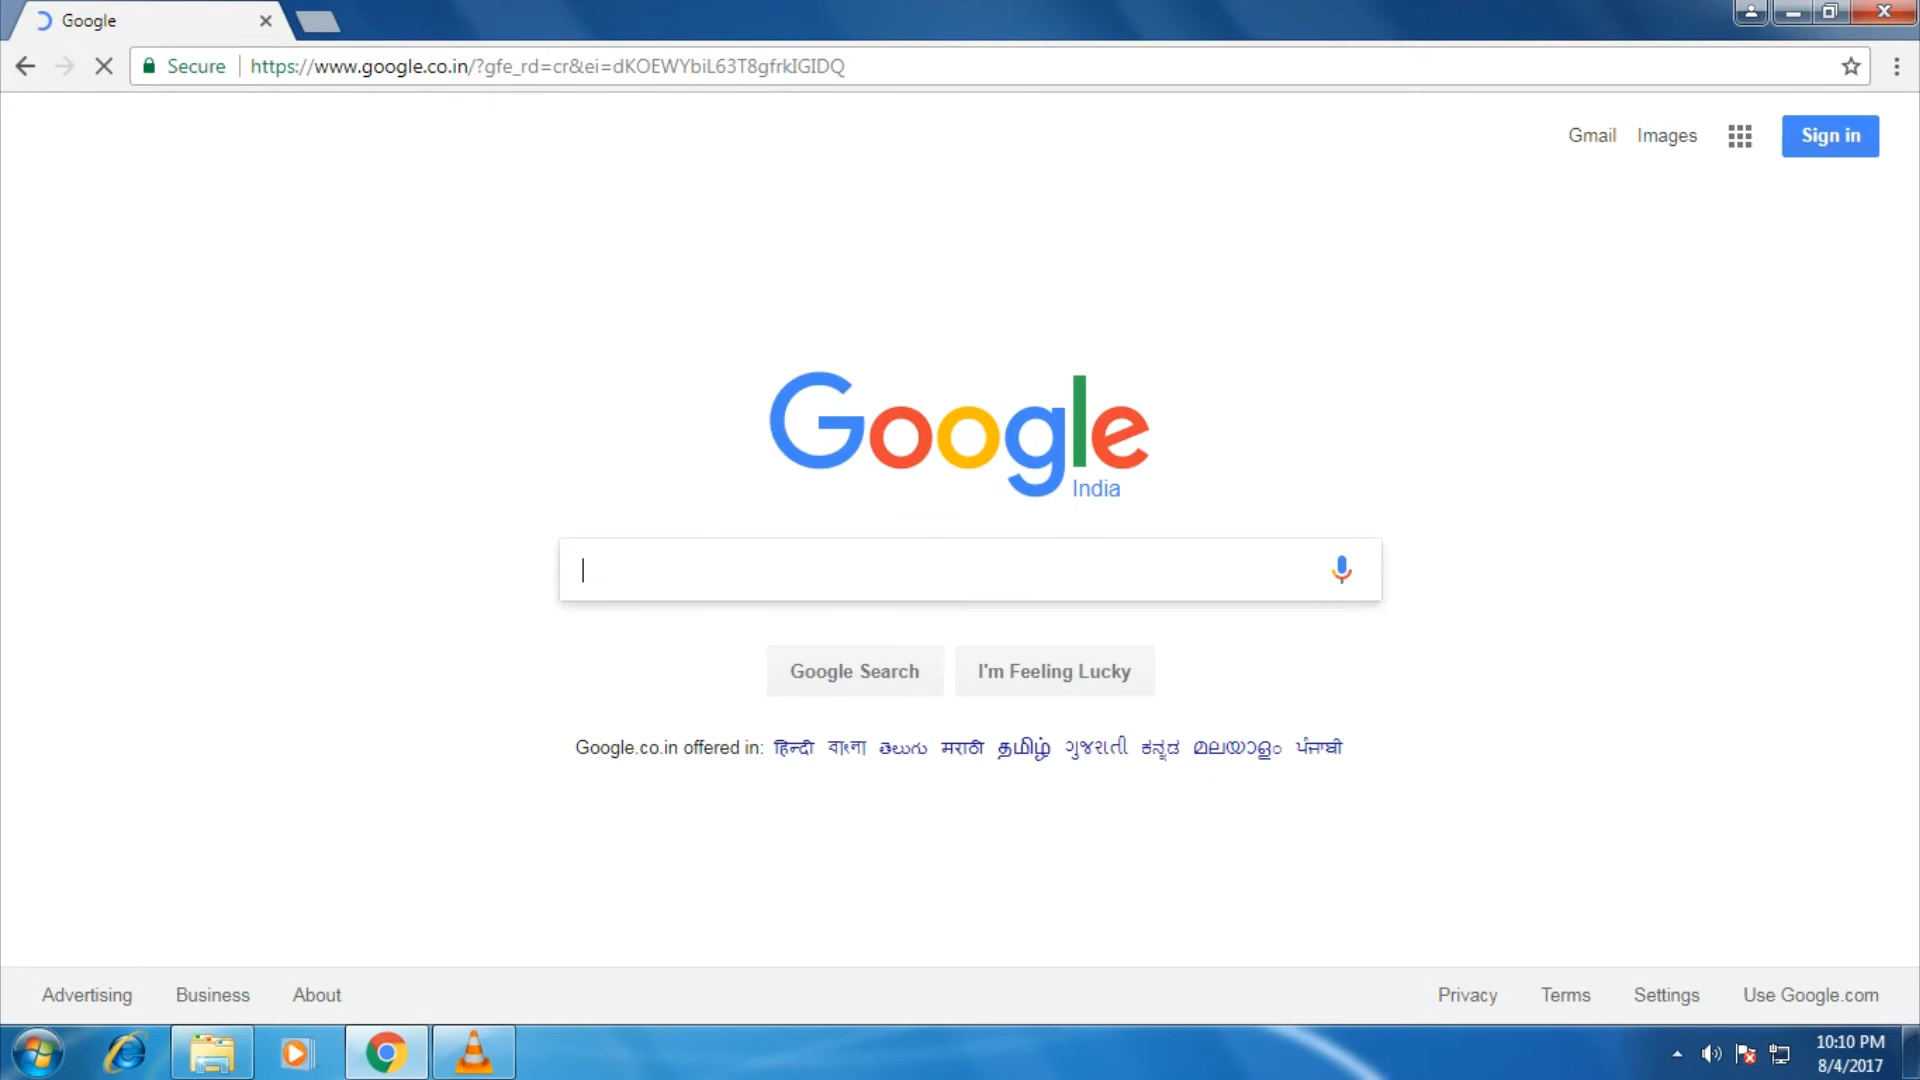 Google
Secure https://www.google.co.in/?gfe_rd=cr&ei=dKOEWYbiL63T8gfrkIGIDQ
Gmail Images Sign in
Google
India
Google Search I'm Feeling Lucky
Google.co.in offered in: हिन्दी বাংলা తెలుగు मराठी தமிழ் ગુજરાતી ಕನ್ನಡ മലയാളം ਪੰਜਾਬੀ
Advertising Business About Privacy Terms Settings Use Google.com
10:10 PM
8/4/2017